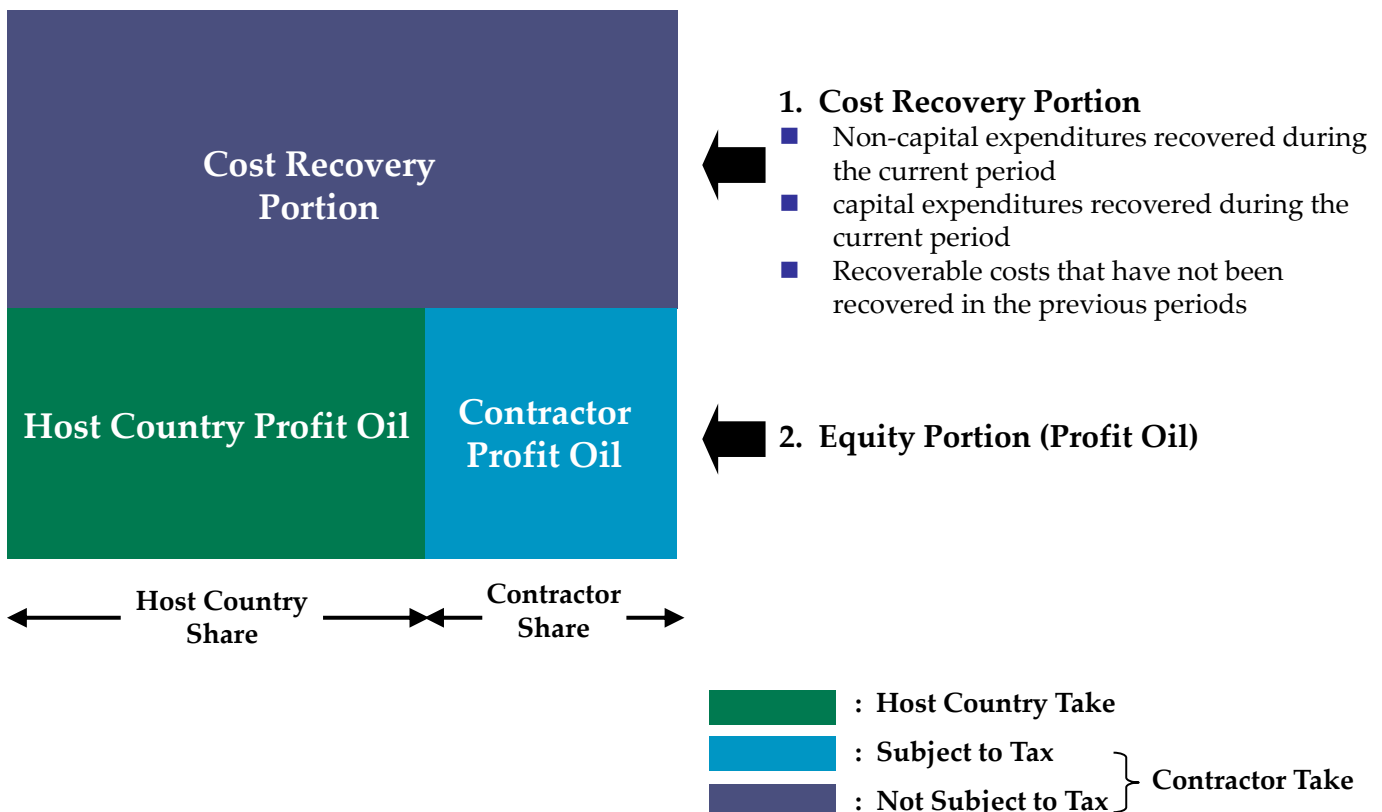 Cost Recovery
Portion
Host Country Profit Oil
Contractor
Profit Oil
1. Cost Recovery Portion
Non-capital expenditures recovered during
the current period
capital expenditures recovered during the
current period
Recoverable costs that have not been
recovered in the previous periods
2. Equity Portion (Profit Oil)
Host Country
Share
Contractor
Share
: Host Country Take
: Subject to Tax
: Not Subject to Tax
Contractor Take